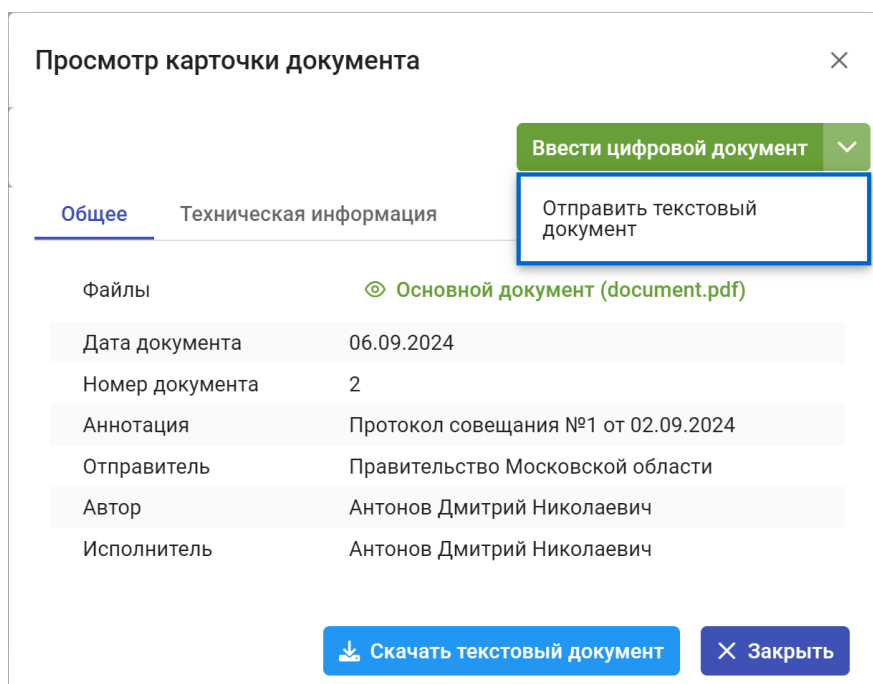 Просмотр карточки документа
Ввести цифровой документ
Отправить текстовый
документ
Общее Техническая информация
Файлы Основной документ (document.pdf)
Дата документа 06.09.2024
Номер документа 2
Аннотация Протокол совещания №1 от 02.09.2024
Отправитель Правительство Московской области
Автор Антонов Дмитрий Николаевич
Исполнитель Антонов Дмитрий Николаевич
Скачать текстовый документ Закрыть